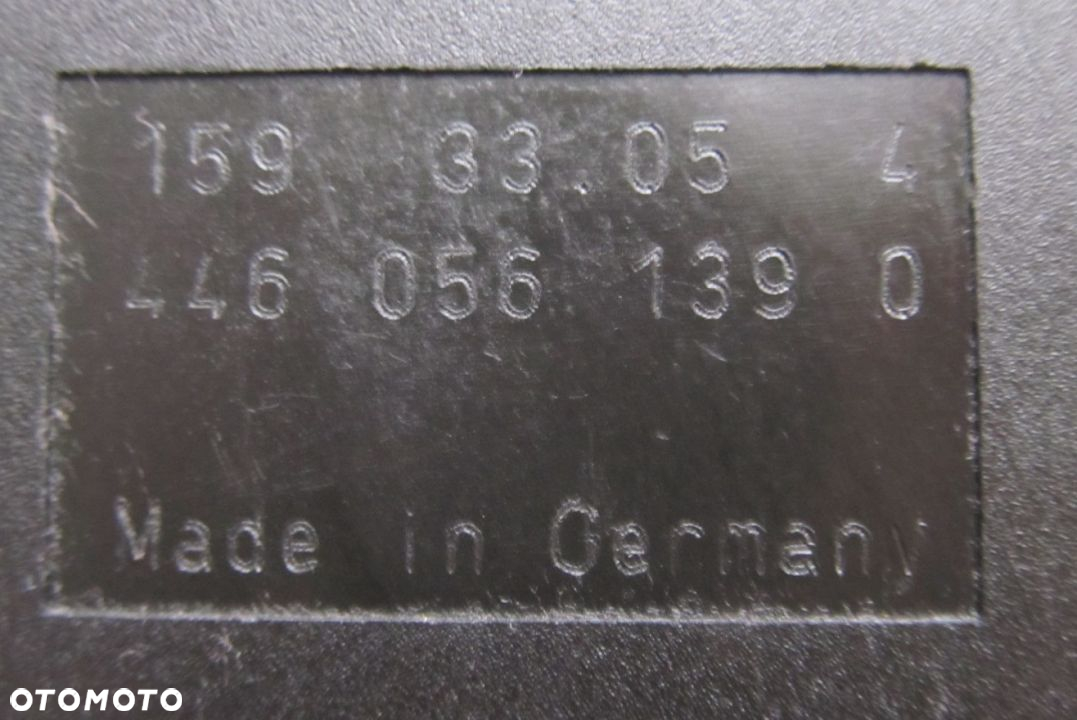 159 33.05 4
446 056 139 0
Made in Germany
OTOMOTO